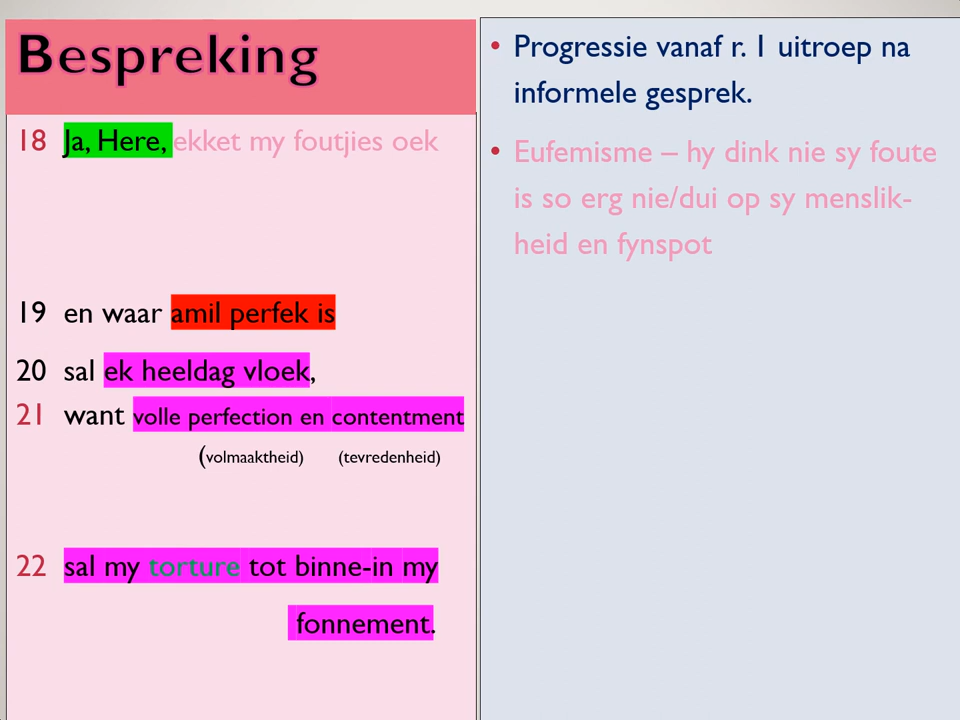 Bespreking
18 Ja, Here, ekket my foutjies oek
19 en waar amil perfek is
20 sal ek heeldag vloek,
21 want volle perfection en contentment
(volmaaktheid) (tevredenheid)
22 sal my torture tot binne-in my
fonnement.
• Progressie vanaf r. 1 uitroep na
informele gesprek.
• Eufemisme – hy dink nie sy foute
is so erg nie/dui op sy menslik-
heid en fynspot